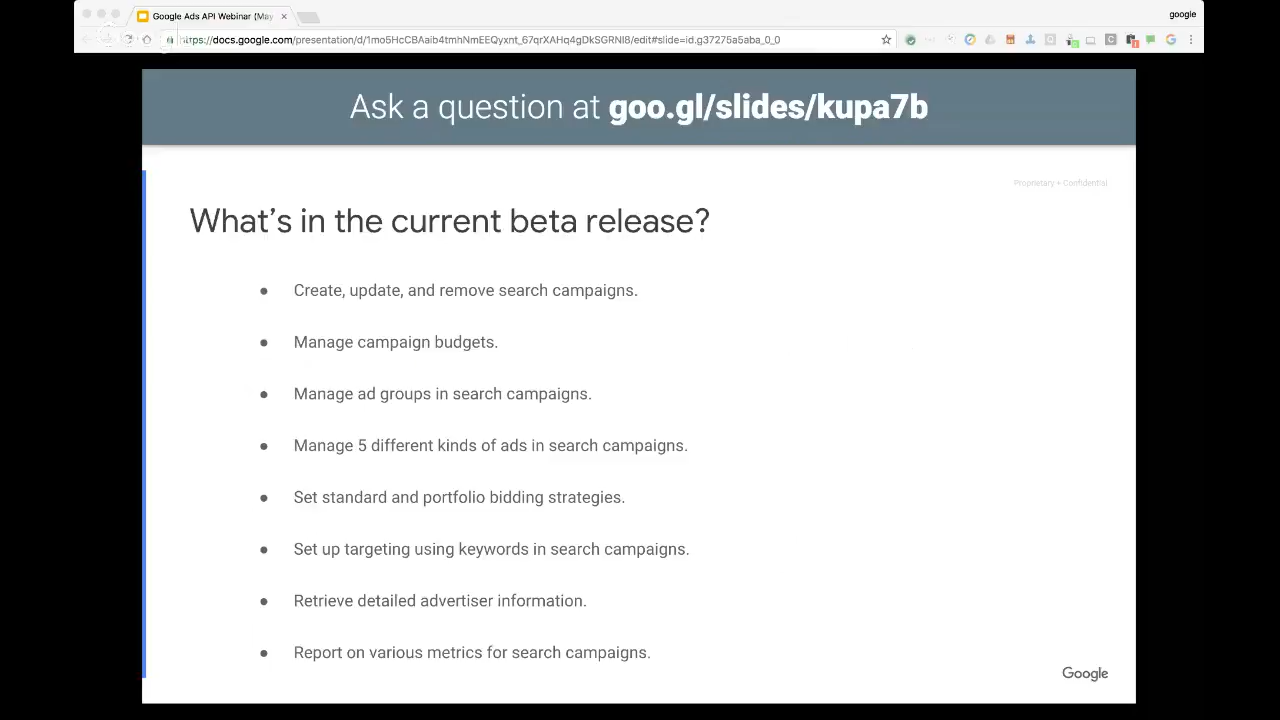 Google Ads API Webinar (May
google
https://docs.google.com/presentation/d/1mo5HcCBAaib4tmhNmEEQyxnt_67qrXAHq4gDkSGRNI8/edit#slide=id.g37275a5aba_0_0
Ask a question at goo.gl/slides/kupa7b
Proprietary + Confidential
What's in the current beta release?
● Create, update, and remove search campaigns.
● Manage campaign budgets.
● Manage ad groups in search campaigns.
● Manage 5 different kinds of ads in search campaigns.
● Set standard and portfolio bidding strategies.
● Set up targeting using keywords in search campaigns.
● Retrieve detailed advertiser information.
● Report on various metrics for search campaigns.
Google